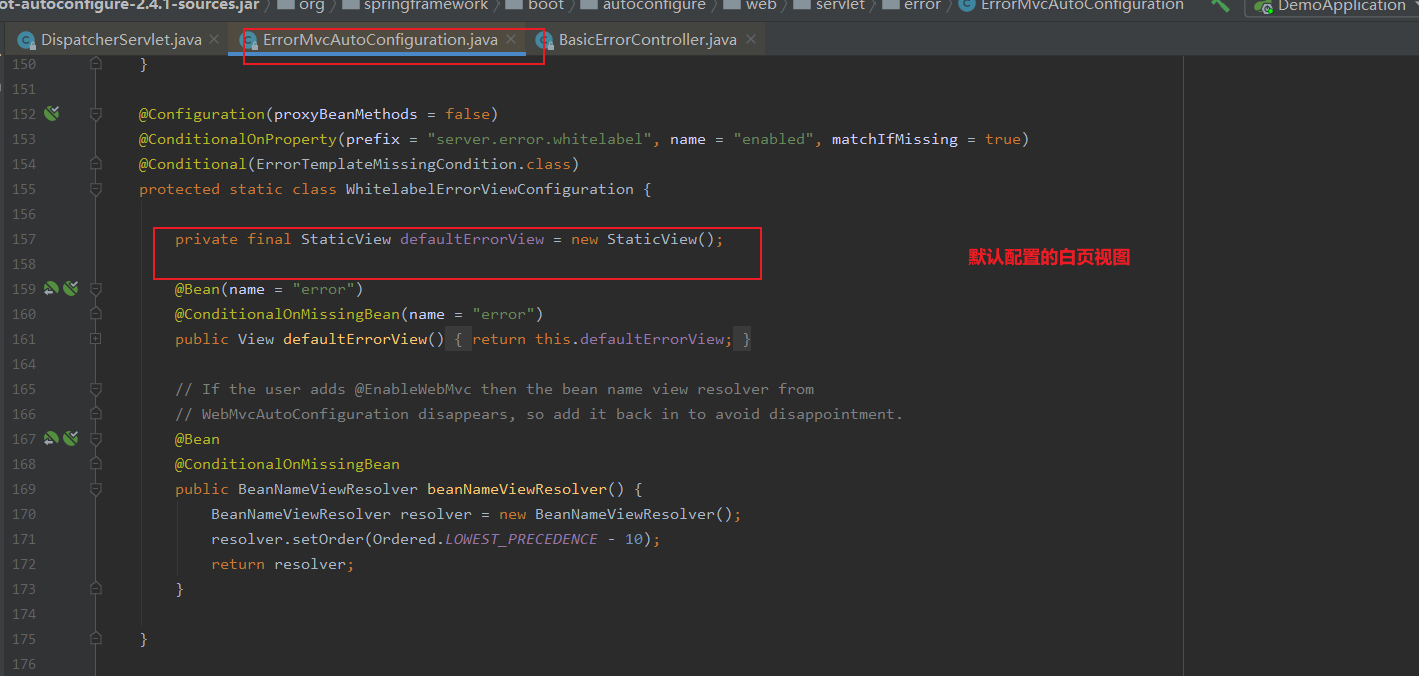 ot-autoconfigure-2.4.1-sources.jar org springframework boot autoconfigure web servlet error ErrorMvcAutoConfiguration DemoApplication
DispatcherServlet.java ErrorMvcAutoConfiguration.java BasicErrorController.java
150 }
151
152 @Configuration(proxyBeanMethods = false)
153 @ConditionalOnProperty(prefix = "server.error.whitelabel", name = "enabled", matchIfMissing = true)
154 @Conditional(ErrorTemplateMissingCondition.class)
155 protected static class WhitelabelErrorViewConfiguration {
156
157 private final StaticView defaultErrorView = new StaticView();
默认配置的白页视图
158
159 @Bean(name = "error")
160 @ConditionalOnMissingBean(name = "error")
161 public View defaultErrorView() { return this.defaultErrorView; }
164
165 // If the user adds @EnableWebMvc then the bean name view resolver from
166 // WebMvcAutoConfiguration disappears, so add it back in to avoid disappointment.
167 @Bean
168 @ConditionalOnMissingBean
169 public BeanNameViewResolver beanNameViewResolver() {
170 BeanNameViewResolver resolver = new BeanNameViewResolver();
171 resolver.setOrder(Ordered.LOWEST_PRECEDENCE - 10);
172 return resolver;
173 }
174
175 }
176